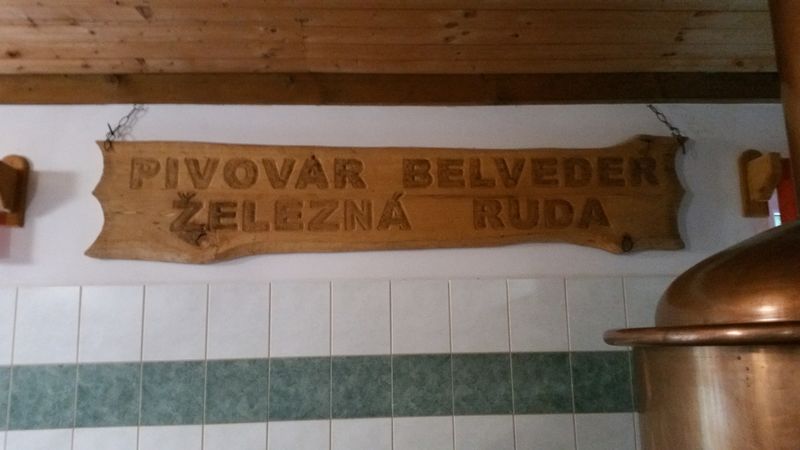 PIVOVAR BELVEDER
ŽELEZNÁ RUDA